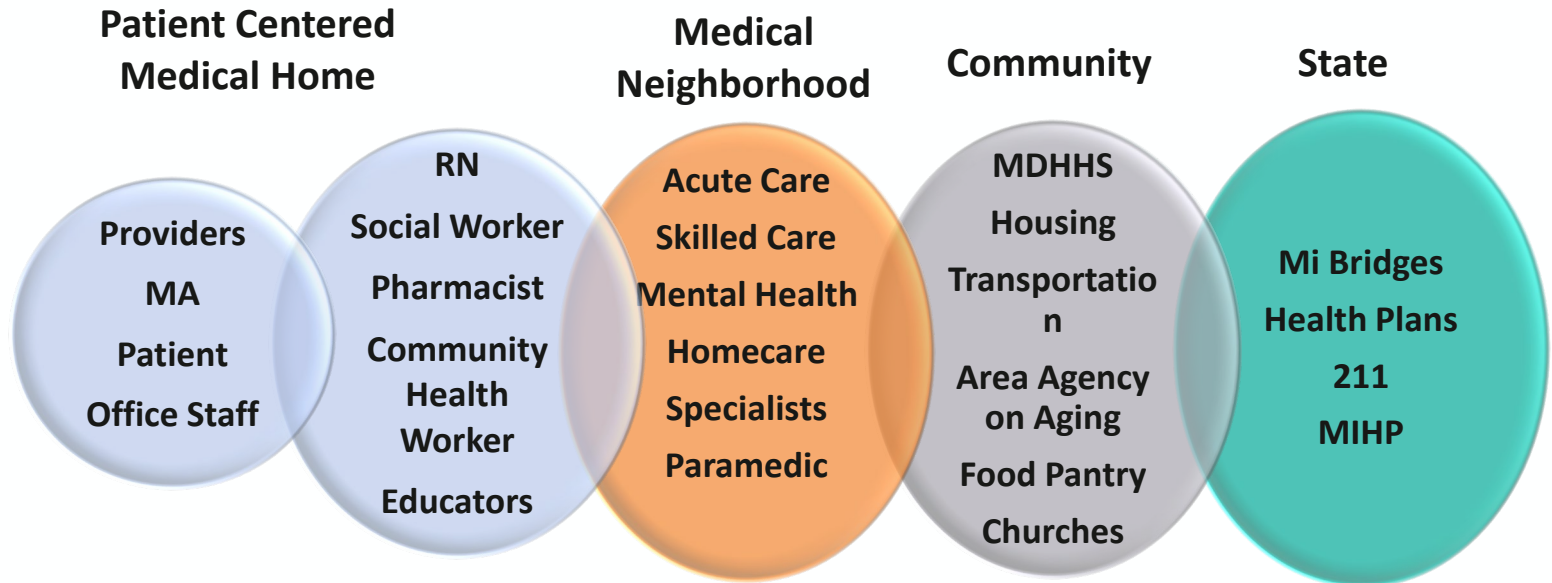 Patient Centered
Medical Home
Medical
Neighborhood
Community
State
Providers
MA
Patient
Office Staff
RN
Social Worker
Pharmacist
Community
Health
Worker
Educators
Acute Care
Skilled Care
Mental Health
Homecare
Specialists
Paramedic
MDHHS
Housing
Transportatio
n
Area Agency
on Aging
Food Pantry
Churches
Mi Bridges
Health Plans
211
MIHP